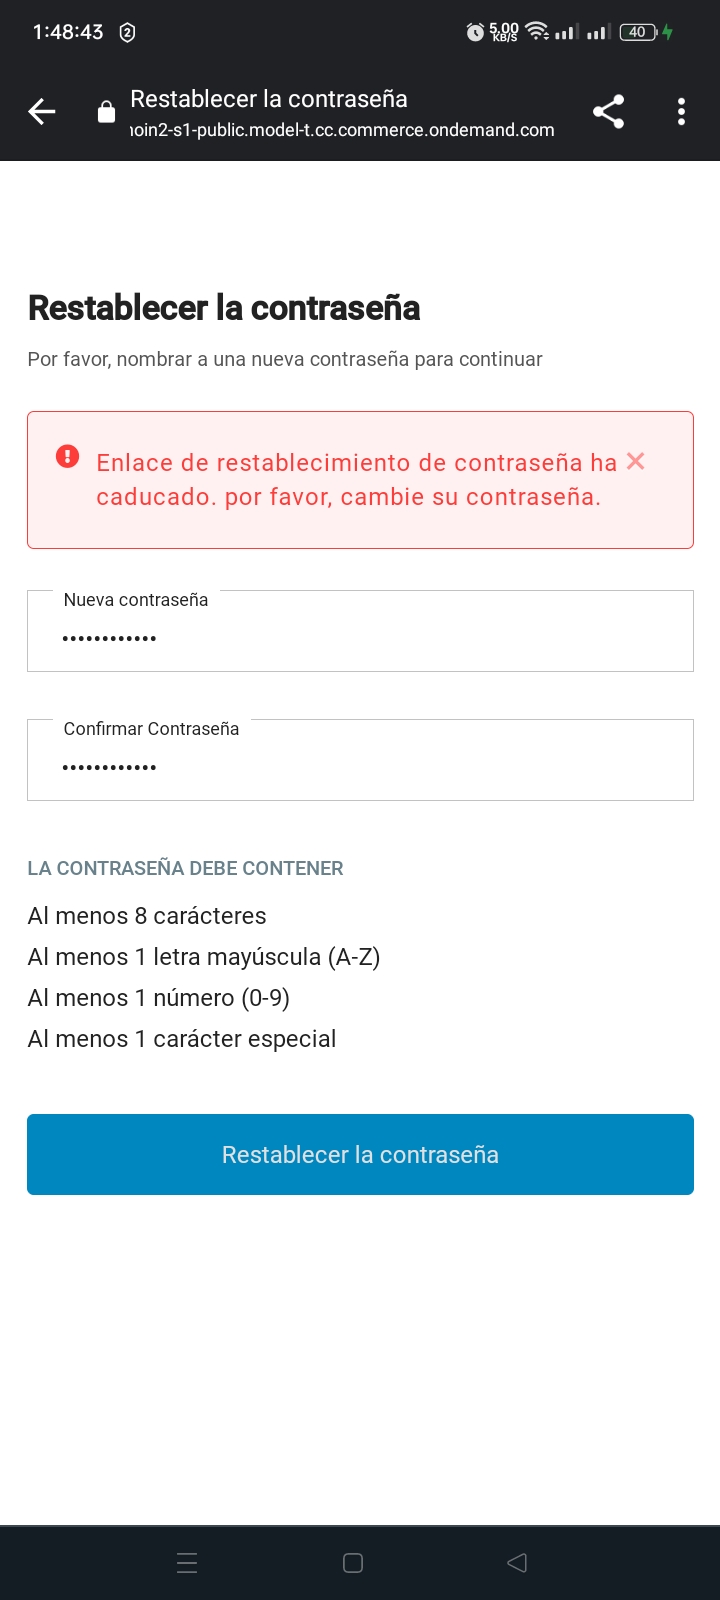 1:48:43 2 5.00 KB/S 40
Restablecer la contraseña
oin2-s1-public.model-t.cc.commerce.ondemand.com
Restablecer la contraseña
Por favor, nombrar a una nueva contraseña para continuar
Enlace de restablecimiento de contraseña ha
caducado. por favor, cambie su contraseña.
Nueva contraseña
••••••••••••
Confirmar Contraseña
••••••••••••
LA CONTRASEÑA DEBE CONTENER
Al menos 8 carácteres
Al menos 1 letra mayúscula (A-Z)
Al menos 1 número (0-9)
Al menos 1 carácter especial
Restablecer la contraseña